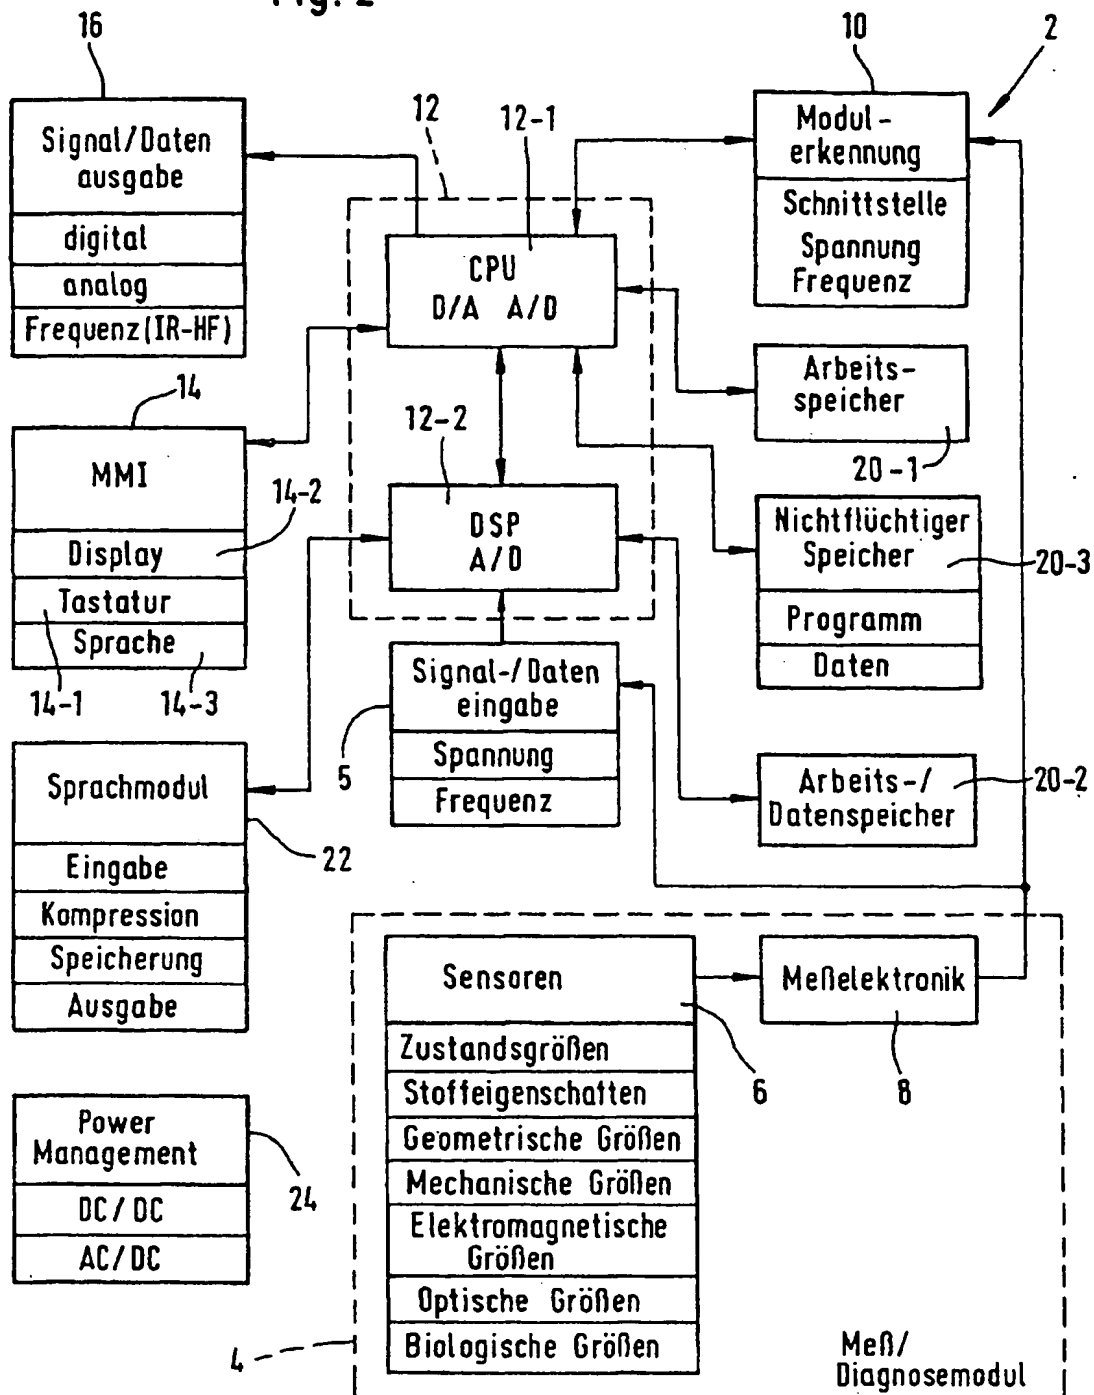 Fig. 2
16
Signal/Daten
ausgabe
digital
analog
Frequenz(IR-HF)
14
MMI
14-2
Display
Tastatur
Sprache
14-1
14-3
Sprachmodul
22
Eingabe
Kompression
Speicherung
Ausgabe
Power
Management
24
DC/DC
AC/DC
12
12-1
CPU
D/A A/D
12-2
DSP
A/D
Signal-/Daten
eingabe
5
Spannung
Frequenz
10
2
Modul-
erkennung
Schnittstelle
Spannung
Frequenz
Arbeits-
speicher
20-1
Nichtflüchtiger
Speicher
20-3
Programm
Daten
Arbeits-/
Datenspeicher
20-2
Sensoren
6
Meßelektronik
8
Zustandsgrößen
Stoffeigenschaften
Geometrische Größen
Mechanische Größen
Elektromagnetische
Größen
Optische Größen
Biologische Größen
4
Meß/
Diagnosemodul